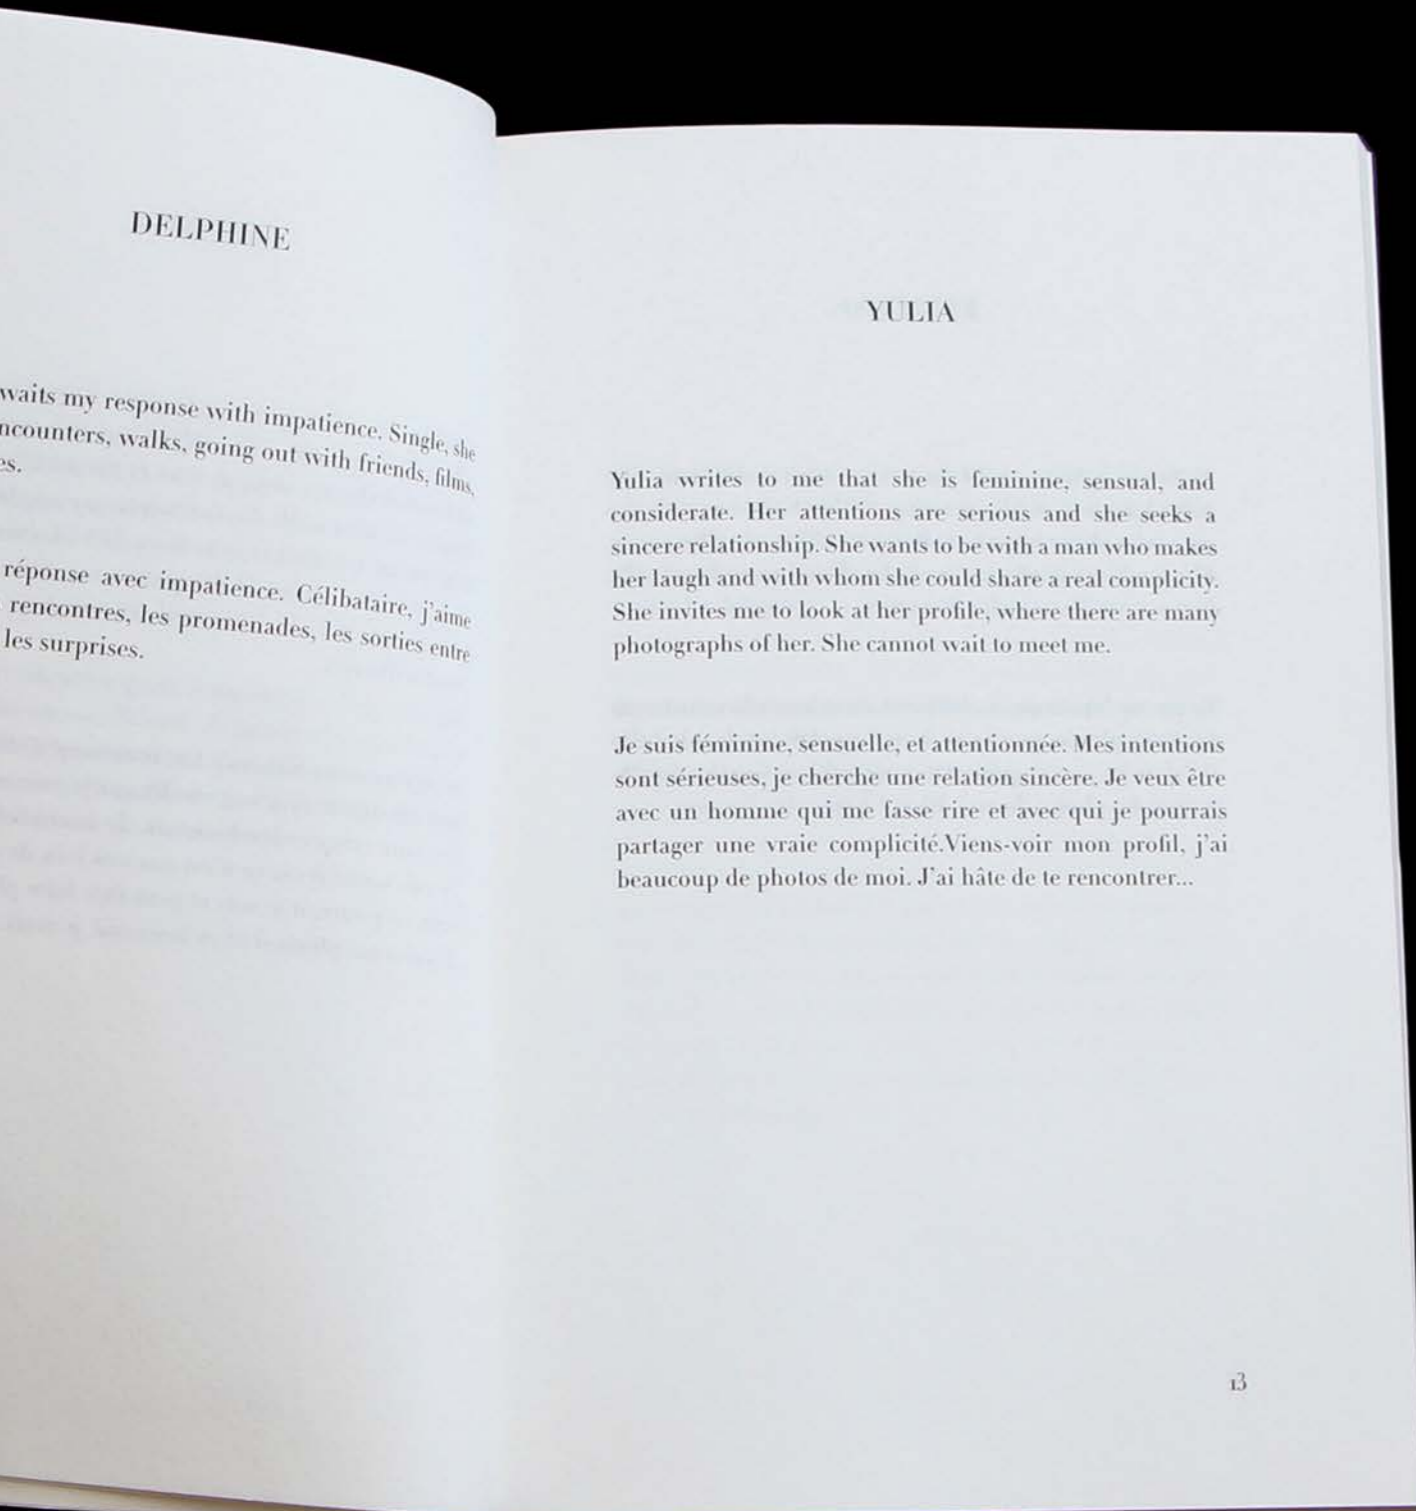 DELPHINE
waits my response with impatience. Single, she
ncounters, walks, going out with friends, films,
es.
réponse avec impatience. Célibataire, j'aime
rencontres, les promenades, les sorties entre
les surprises.
YULIA
Yulia writes to me that she is feminine, sensual, and
considerate. Her attentions are serious and she seeks a
sincere relationship. She wants to be with a man who makes
her laugh and with whom she could share a real complicity.
She invites me to look at her profile, where there are many
photographs of her. She cannot wait to meet me.
Je suis féminine, sensuelle, et attentionnée. Mes intentions
sont sérieuses, je cherche une relation sincère. Je veux être
avec un homme qui me fasse rire et avec qui je pourrais
partager une vraie complicité.Viens-voir mon profil, j'ai
beaucoup de photos de moi. J'ai hâte de te rencontrer...
13